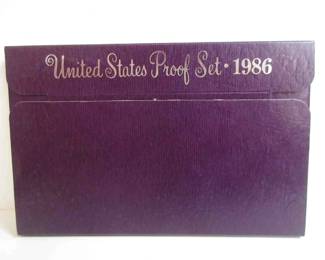 United States Proof Set • 1986